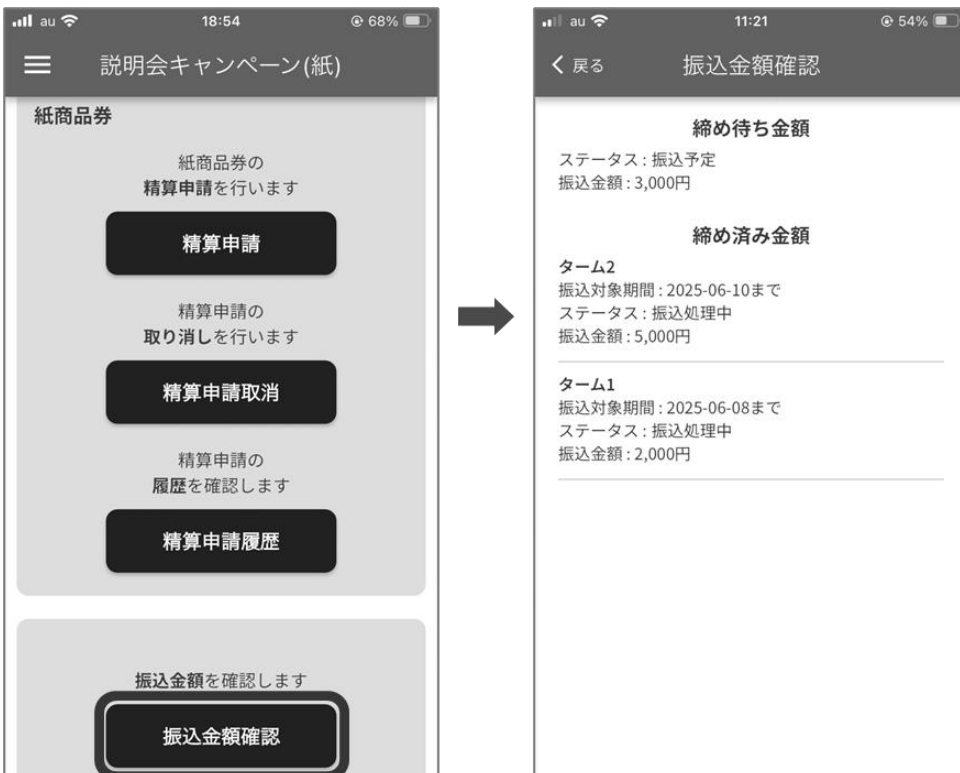 au 18:54 68%
説明会キャンペーン(紙)
紙商品券
紙商品券の
精算申請を行います
精算申請
精算申請の
取り消しを行います
精算申請取消
精算申請の
履歴を確認します
精算申請履歴
振込金額を確認します
振込金額確認
au 11:21 54%
戻る 振込金額確認
締め待ち金額
ステータス : 振込予定
振込金額 : 3,000円
締め済み金額
ターム2
振込対象期間 : 2025-06-10まで
ステータス : 振込処理中
振込金額 : 5,000円
ターム1
振込対象期間 : 2025-06-08まで
ステータス : 振込処理中
振込金額 : 2,000円